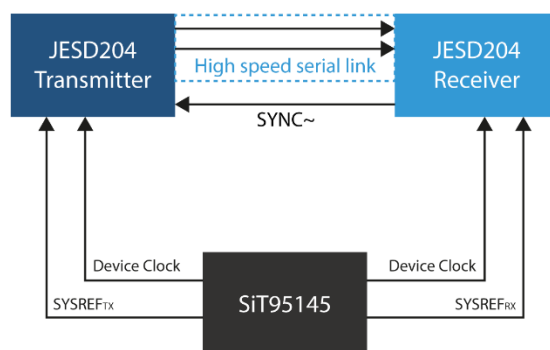 JESD204
Transmitter
High speed serial link
JESD204
Receiver
SYNC~
Device Clock
Device Clock
SYSREFTX
SiT95145
SYSREFRX